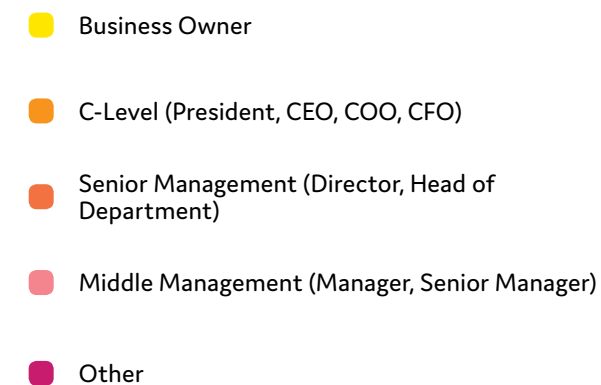 Business Owner
C-Level (President, CEO, COO, CFO)
Senior Management (Director, Head of
Department)
Middle Management (Manager, Senior Manager)
Other